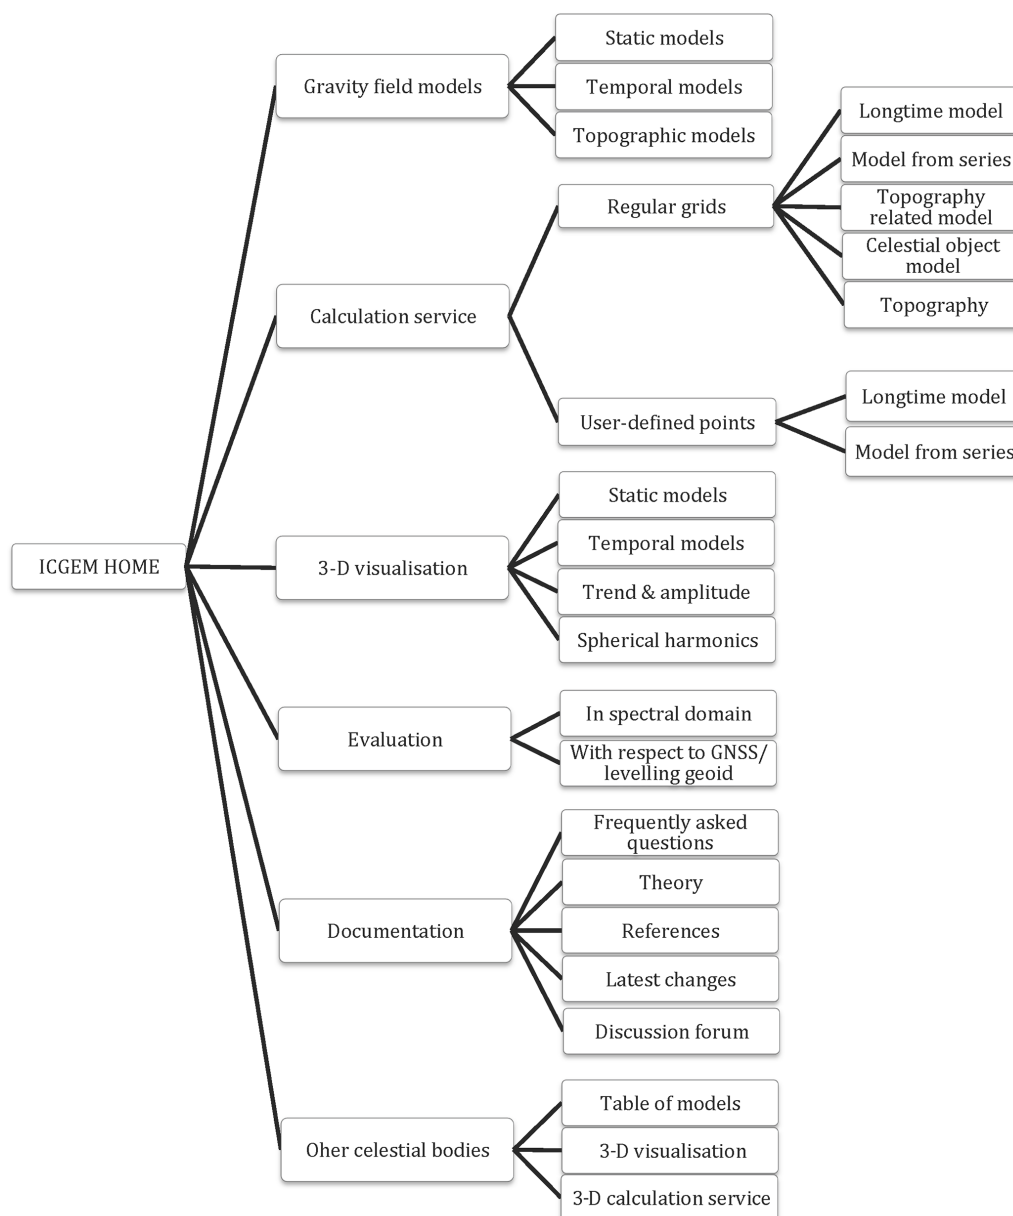 ICGEM HOME
Gravity field models
Static models
Temporal models
Topographic models
Calculation service
Regular grids
Longtime model
Model from series
Topography
related model
Celestial object
model
Topography
User-defined points
Longtime model
Model from series
3-D visualisation
Static models
Temporal models
Trend & amplitude
Spherical harmonics
Evaluation
In spectral domain
With respect to GNSS/
levelling geoid
Documentation
Frequently asked
questions
Theory
References
Latest changes
Discussion forum
Oher celestial bodies
Table of models
3-D visualisation
3-D calculation service